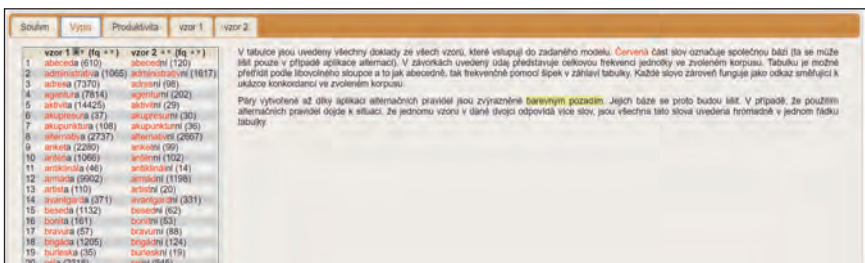 Souhrn Výpis Produktivita vzor 1 vzor 2
vzor 1 (fq) vzor 2 (fq)
1 abeceda (610) abecední (120)
2 administrativa (1065) administrativní (1617)
3 adresa (7370) adresní (98)
4 agentura (7814) agenturní (202)
5 aktivita (14425) aktivitní (29)
6 akupresura (37) akupresurní (30)
7 akupunktura (108) akupunkturní (36)
8 alternativa (2737) alternativní (2667)
9 anketa (2280) anketní (99)
10 anténa (1066) anténní (102)
11 antiklinála (46) antiklinální (14)
12 armáda (9902) armádní (1198)
13 artista (110) artistní (20)
14 avantgarda (371) avantgardní (331)
15 beseda (1132) besední (62)
16 bonita (161) bonitní (53)
17 bravura (57) bravurní (88)
18 brigáda (1205) brigádní (124)
19 burleska (35) burleskní (19)
V tabulce jsou uvedeny všechny doklady ze všech vzorů, které vstupují do zadaného modelu. Červená část slov označuje společnou bázi (ta se může
lišit pouze v případě aplikace alternací). V závorkách uvedený údaj představuje celkovou frekvenci jednotky ve zvoleném korpusu. Tabulku je možné
přetřídit podle libovolného sloupce a to jak abecedně, tak frekvenčně pomocí šipek v záhlaví tabulky. Každé slovo zároveň funguje jako odkaz směřující k
ukázce konkordancí ve zvoleném korpusu.
Páry vytvořené až díky aplikaci alternačních pravidel jsou zvýrazněné barevným pozadím. Jejich báze se proto budou lišit. V případě, že použitím
alternačních pravidel dojde k situaci, že jednomu vzoru v dané dvojici odpovídá více slov, jsou všechna tato slova uvedena hromadně v jednom řádku
tabulky.